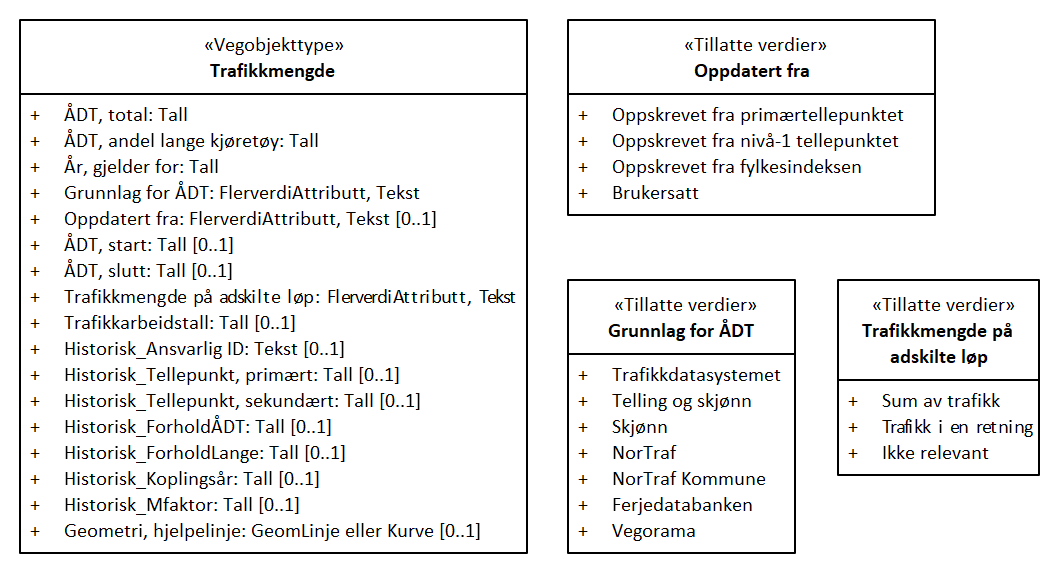 «Vegobjekttype»
Trafikkmengde
+ ÅDT, total: Tall
+ ÅDT, andel lange kjøretøy: Tall
+ År, gjelder for: Tall
+ Grunnlag for ÅDT: FlerverdiAttributt, Tekst
+ Oppdatert fra: FlerverdiAttributt, Tekst [0..1]
+ ÅDT, start: Tall [0..1]
+ ÅDT, slutt: Tall [0..1]
+ Trafikkmengde på adskilte løp: FlerverdiAttributt, Tekst
+ Trafikkarbeidstall: Tall [0..1]
+ Historisk_Ansvarlig ID: Tekst [0..1]
+ Historisk_Tellepunkt, primært: Tall [0..1]
+ Historisk_Tellepunkt, sekundært: Tall [0..1]
+ Historisk_ForholdÅDT: Tall [0..1]
+ Historisk_ForholdLange: Tall [0..1]
+ Historisk_Koplingsår: Tall [0..1]
+ Historisk_Mfaktor: Tall [0..1]
+ Geometri, hjelpelinje: GeomLinje eller Kurve [0..1]
«Tillatte verdier»
Oppdatert fra
+ Oppskrevet fra primærtellepunktet
+ Oppskrevet fra nivå-1 tellepunktet
+ Oppskrevet fra fylkesindeksen
+ Brukersatt
«Tillatte verdier»
Grunnlag for ÅDT
+ Trafikkdatasystemet
+ Telling og skjønn
+ Skjønn
+ NorTraf
+ NorTraf Kommune
+ Ferjedatabanken
+ Vegorama
«Tillatte verdier»
Trafikkmengde på
adskilte løp
+ Sum av trafikk
+ Trafikk i en retning
+ Ikke relevant